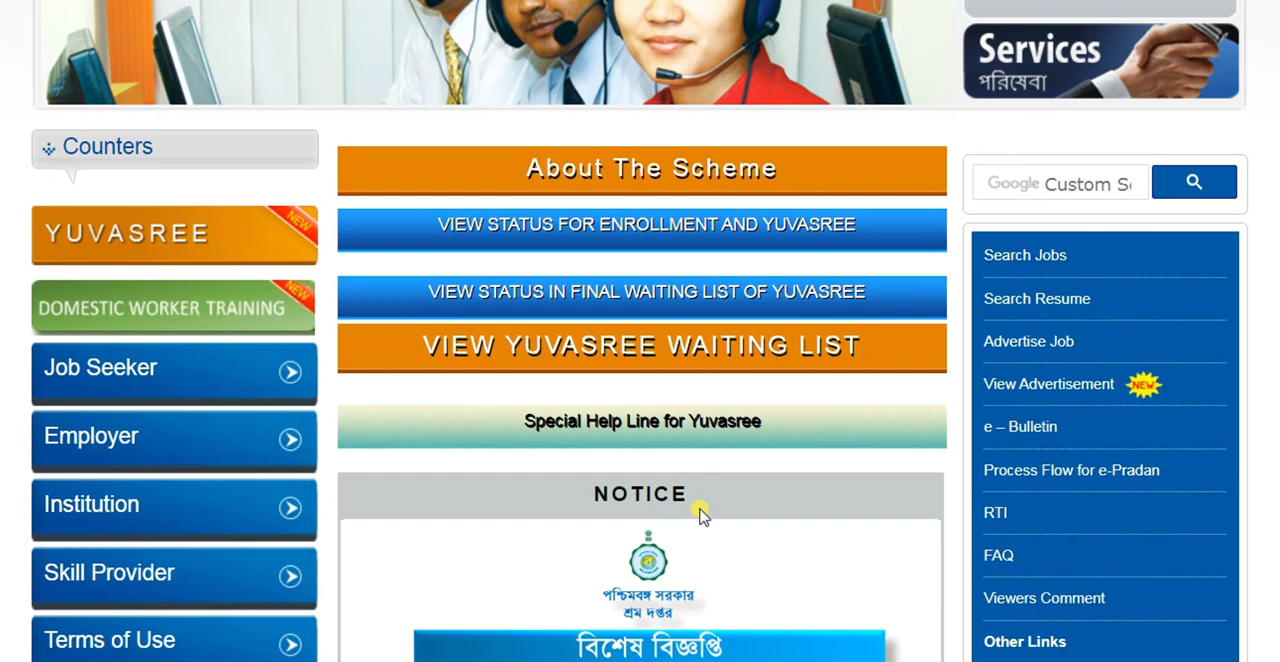 Services
পরিষেবা
Counters
YUVASREE
NEW
DOMESTIC WORKER TRAINING
NEW
Job Seeker
Employer
Institution
Skill Provider
Terms of Use
About The Scheme
VIEW STATUS FOR ENROLLMENT AND YUVASREE
VIEW STATUS IN FINAL WAITING LIST OF YUVASREE
VIEW YUVASREE WAITING LIST
Special Help Line for Yuvasree
NOTICE
পশ্চিমবঙ্গ সরকার
শ্রম দপ্তর
বিশেষ বিজ্ঞপ্তি
Google Custom Se
Search Jobs
Search Resume
Advertise Job
View Advertisement NEW
e – Bulletin
Process Flow for e-Pradan
RTI
FAQ
Viewers Comment
Other Links